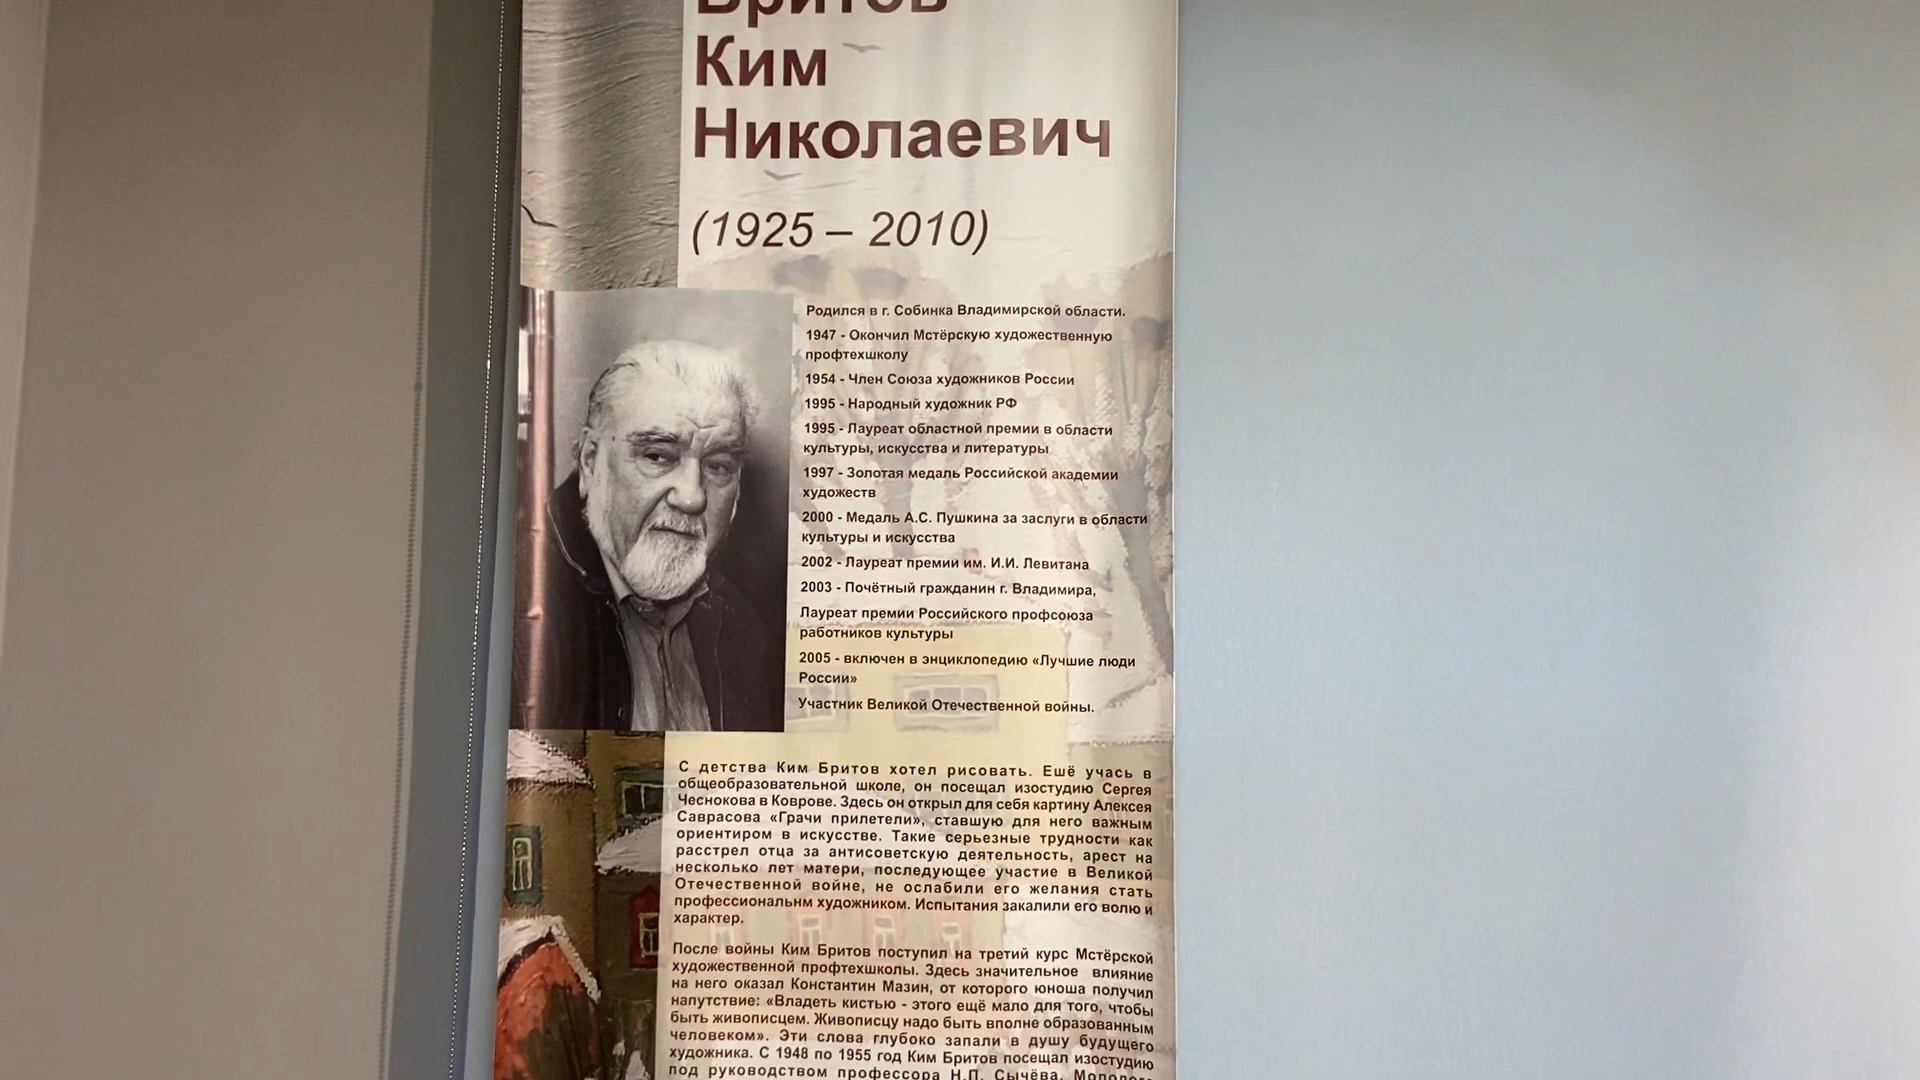 Бритов
Ким
Николаевич
(1925 – 2010)
Родился в г. Собинка Владимирской области.
1947 - Окончил Мстёрскую художественную
профтехшколу
1954 - Член Союза художников России
1995 - Народный художник РФ
1995 - Лауреат областной премии в области
культуры, искусства и литературы
1997 - Золотая медаль Российской академии
художеств
2000 - Медаль А.С. Пушкина за заслуги в области
культуры и искусства
2002 - Лауреат премии им. И.И. Левитана
2003 - Почётный гражданин г. Владимира,
Лауреат премии Российского профсоюза
работников культуры
2005 - включен в энциклопедию «Лучшие люди
России»
Участник Великой Отечественной войны.
С детства Ким Бритов хотел рисовать. Ешё учась в
общеобразовательной школе, он посещал изостудию Сергея
Чеснокова в Коврове. Здесь он открыл для себя картину Алексея
Саврасова «Грачи прилетели», ставшую для него важным
ориентиром в искусстве. Такие серьезные трудности как
расстрел отца за антисоветскую деятельность, арест на
несколько лет матери, последующее участие в Великой
Отечественной войне, не ослабили его желания стать
профессиональнм художником. Испытания закалили его волю и
характер.
После войны Ким Бритов поступил на третий курс Мстёрской
художественной профтехшколы. Здесь значительное влияние
на него оказал Константин Мазин, от которого юноша получил
напутствие: «Владеть кистью - этого ещё мало для того, чтобы
быть живописцем. Живописцу надо быть вполне образованным
человеком». Эти слова глубоко запали в душу будущего
художника. С 1948 по 1955 год Ким Бритов посещал изостудию
под руководством профессора Н.П. Сычёва. Молодого